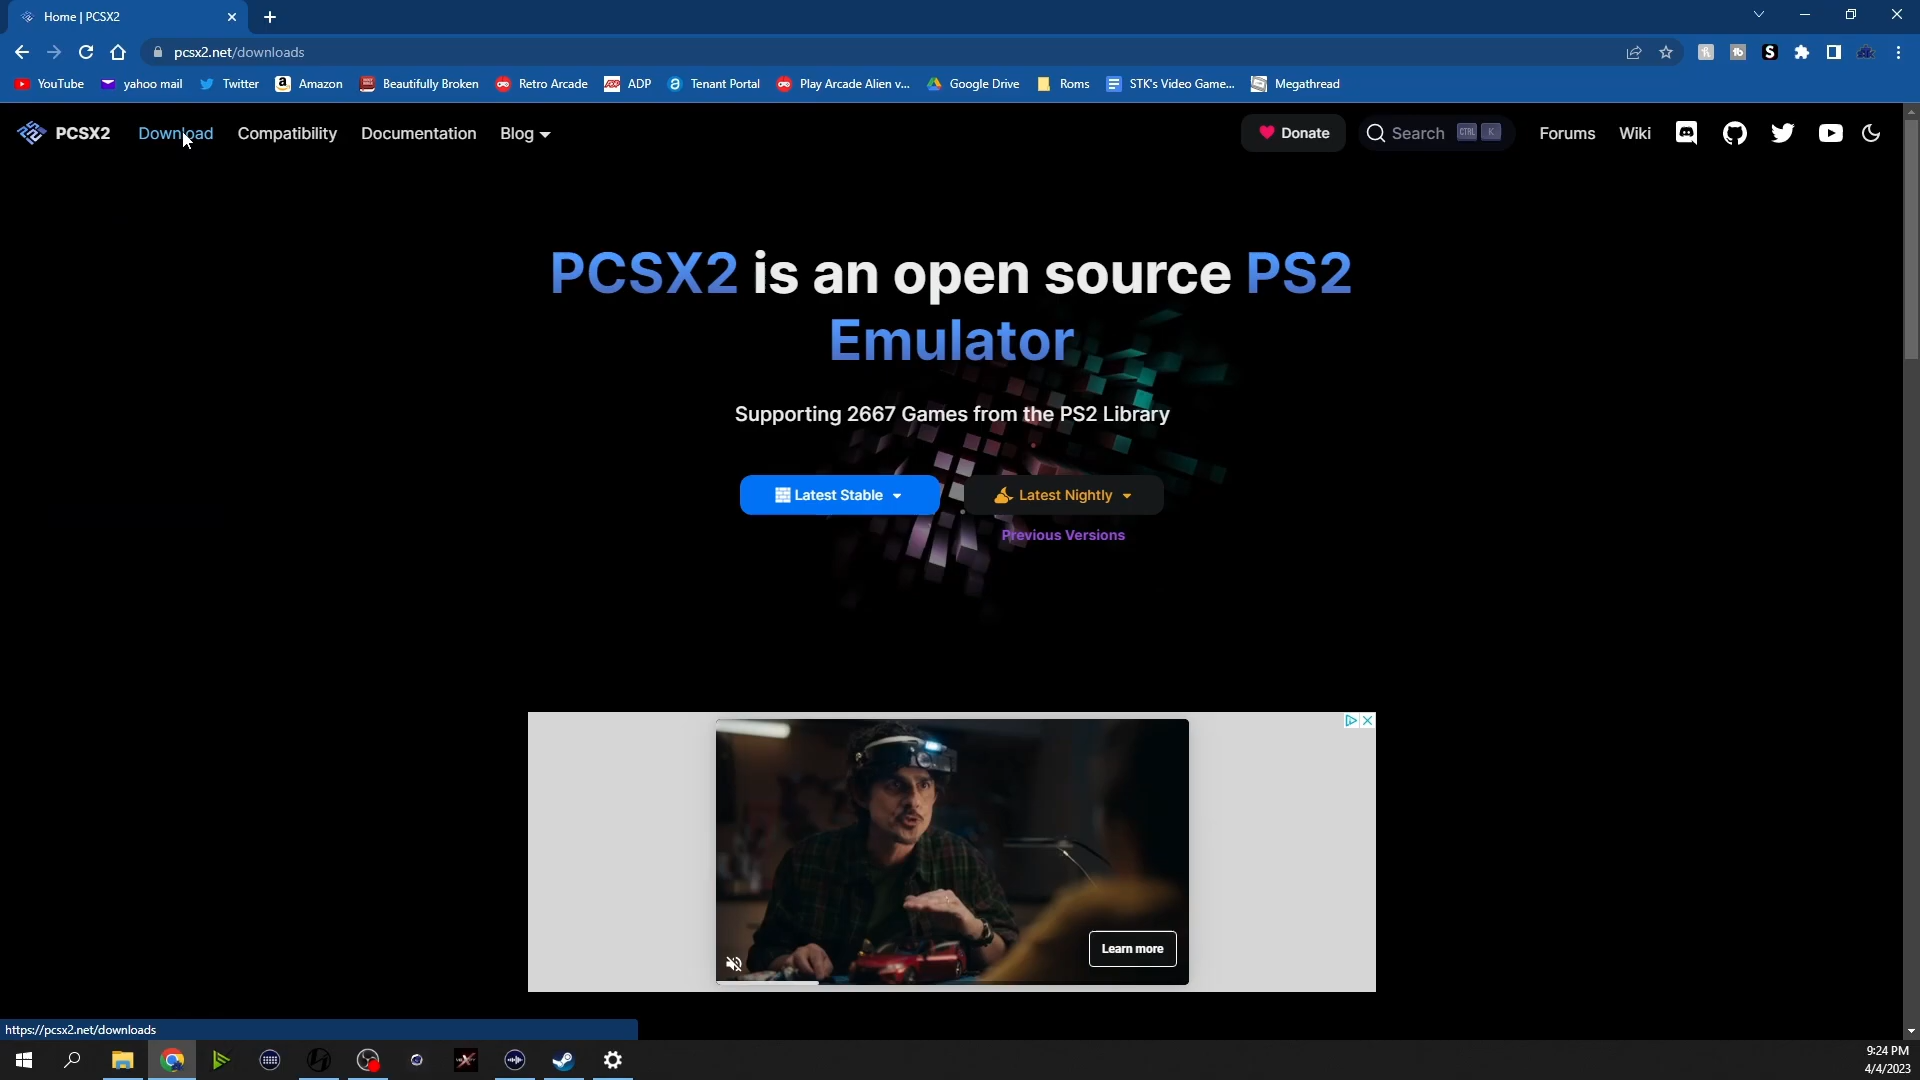 Home | PCSX2
pcsx2.net/downloads
YouTube yahoo mail Twitter Amazon Beautifully Broken Retro Arcade ADP Tenant Portal Play Arcade Alien v... Google Drive Roms STK's Video Game... Megathread
PCSX2 Download Compatibility Documentation Blog Donate Search CTRL K Forums Wiki
PCSX2 is an open source PS2
Emulator
Supporting 2667 Games from the PS2 Library
Latest Stable Latest Nightly
Previous Versions
Learn more
https://pcsx2.net/downloads
9:24 PM
4/4/2023